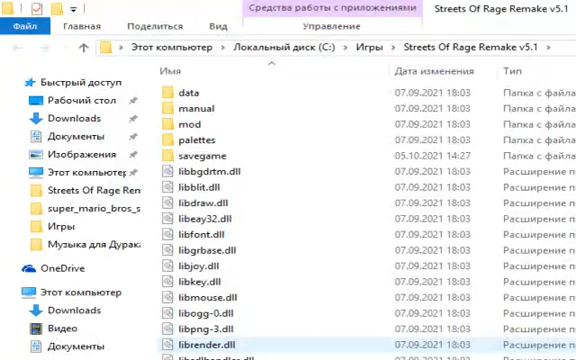 Средства работы с приложениями
Streets Of Rage Remake v5.1
Файл Главная Поделиться Вид Управление
Этот компьютер › Локальный диск (C:) › Игры › Streets Of Rage Remake v5.1 ›
Имя Дата изменения Тип
Быстрый доступ
Рабочий стол
Downloads
Документы
Изображения
Этот компьютер
Streets Of Rage Rem
super_mario_bros_s
Игры
Музыка для Дурака
OneDrive
Этот компьютер
Downloads
Видео
Документы
data 07.09.2021 18:03 Папка с файла
manual 07.09.2021 18:03 Папка с файла
mod 07.09.2021 18:03 Папка с файла
palettes 07.09.2021 18:03 Папка с файла
savegame 05.10.2021 14:27 Папка с файла
libbgdrtm.dll 07.09.2021 18:03 Расширение п
libblit.dll 07.09.2021 18:03 Расширение п
libdraw.dll 07.09.2021 18:03 Расширение п
libeay32.dll 07.09.2021 18:03 Расширение п
libfont.dll 07.09.2021 18:03 Расширение п
libgrbase.dll 07.09.2021 18:03 Расширение п
libjoy.dll 07.09.2021 18:03 Расширение п
libkey.dll 07.09.2021 18:03 Расширение п
libmouse.dll 07.09.2021 18:03 Расширение п
libogg-0.dll 07.09.2021 18:03 Расширение п
libpng-3.dll 07.09.2021 18:03 Расширение п
librender.dll 07.09.2021 18:03 Расширение п